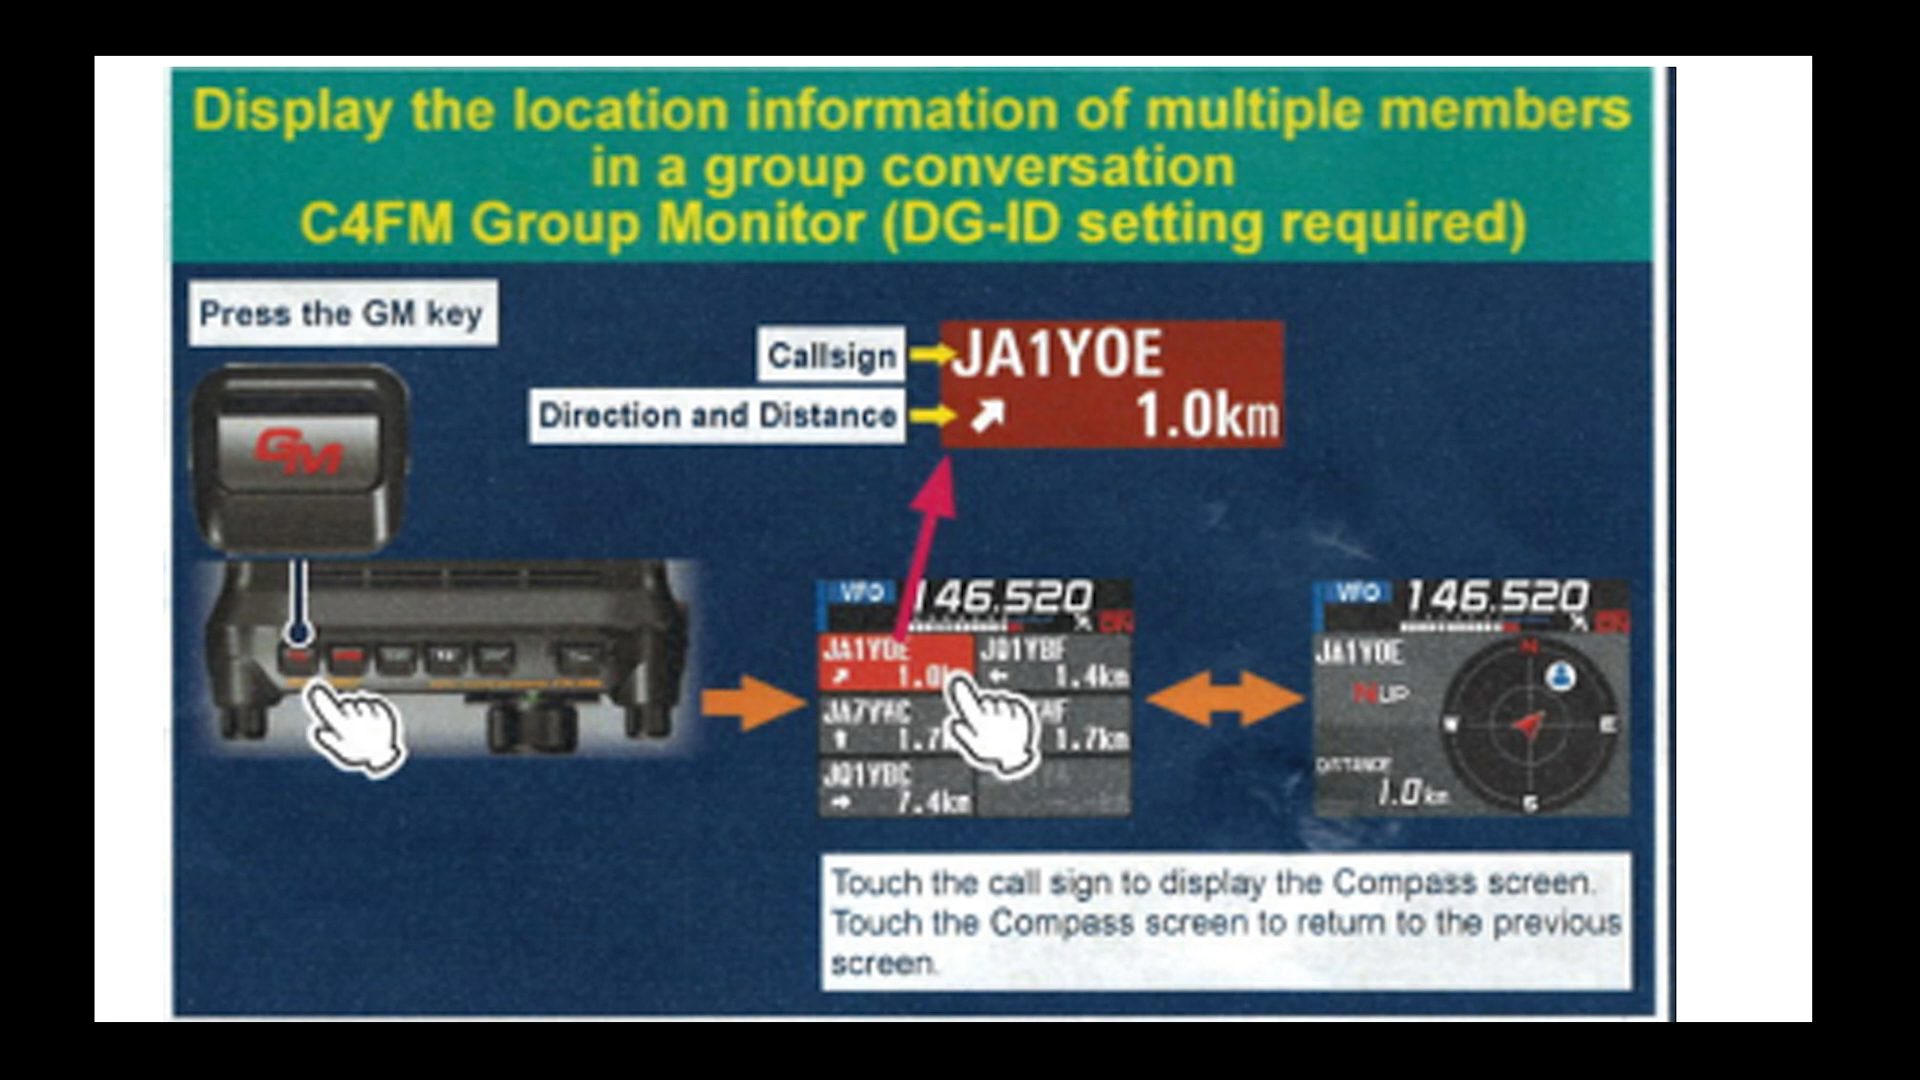 Display the location information of multiple members
in a group conversation
C4FM Group Monitor (DG-ID setting required)
Press the GM key
GM
Callsign
JA1YOE
Direction and Distance
1.0km
VFO 146.520
JA1YOE
JQ1YBF
1.4km
JA7YAC
1.7km
JQ1YBC
7.4km
VFO 146.520
JA1YOE
N UP
DISTANCE
1.0km
N
W
E
S
Touch the call sign to display the Compass screen.
Touch the Compass screen to return to the previous
screen.